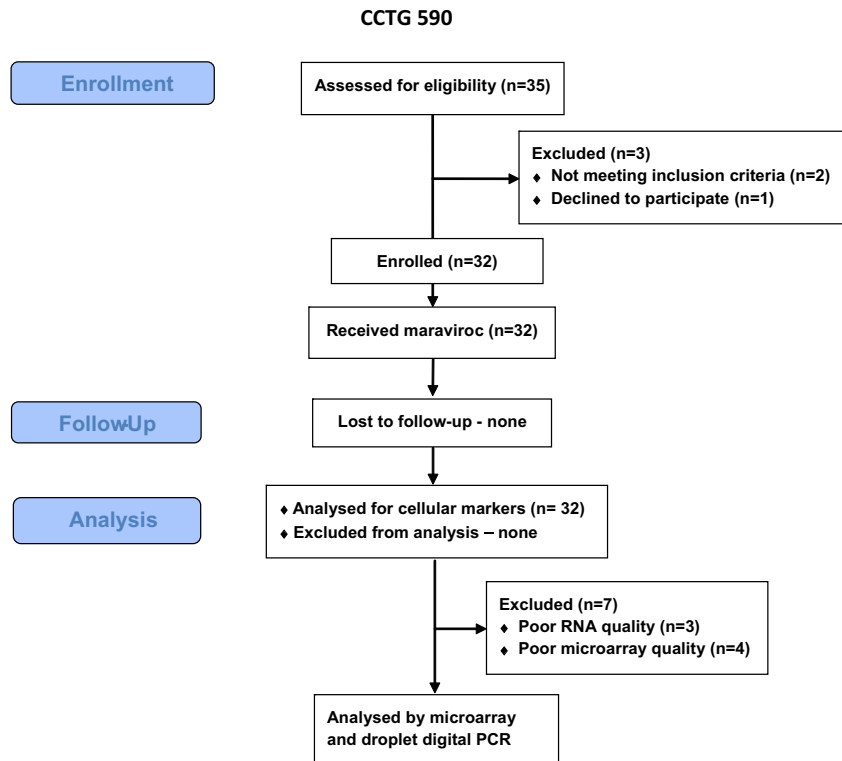 CCTG 590
Enrollment
Assessed for eligibility (n=35)
Excluded (n=3)
♦ Not meeting inclusion criteria (n=2)
♦ Declined to participate (n=1)
Enrolled (n=32)
Received maraviroc (n=32)
Follow-Up
Lost to follow-up - none
Analysis
♦ Analysed for cellular markers (n= 32)
♦ Excluded from analysis – none
Excluded (n=7)
♦ Poor RNA quality (n=3)
♦ Poor microarray quality (n=4)
Analysed by microarray
and droplet digital PCR